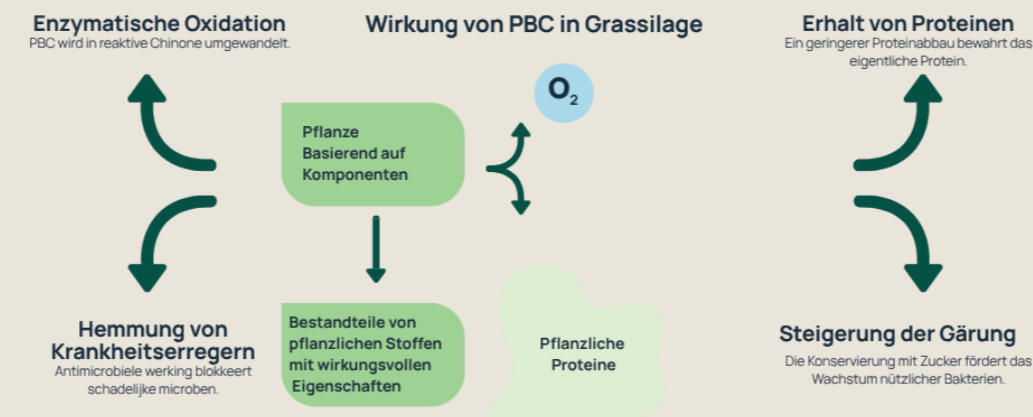 Enzymatische Oxidation
PBC wird in reaktive Chinone umgewandelt.
Wirkung von PBC in Grassilage
Erhalt von Proteinen
Ein geringerer Proteinabbau bewahrt das
eigentliche Protein.
O₂
Pflanze
Basierend auf
Komponenten
Hemmung von
Krankheitserregern
Antimicrobiele werking blokkeert
schadelijke microben.
Bestandteile von
pflanzlichen Stoffen
mit wirkungsvollen
Eigenschaften
Pflanzliche
Proteine
Steigerung der Gärung
Die Konservierung mit Zucker fördert das
Wachstum nützlicher Bakterien.